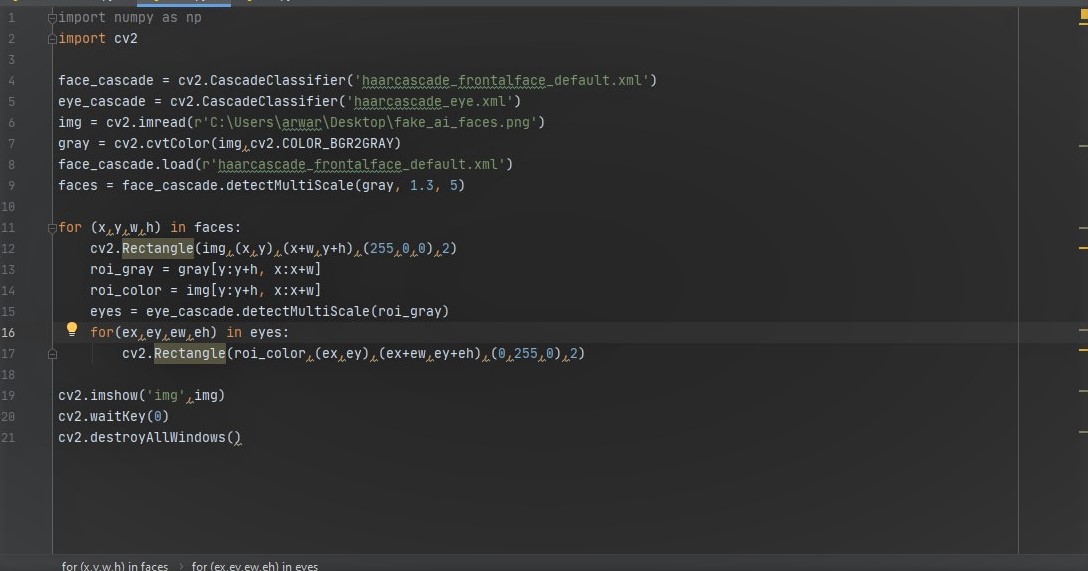 1 import numpy as np
2 import cv2
3
4 face_cascade = cv2.CascadeClassifier('haarcascade_frontalface_default.xml')
5 eye_cascade = cv2.CascadeClassifier('haarcascade_eye.xml')
6 img = cv2.imread(r'C:\Users\arwar\Desktop\fake_ai_faces.png')
7 gray = cv2.cvtColor(img,cv2.COLOR_BGR2GRAY)
8 face_cascade.load(r'haarcascade_frontalface_default.xml')
9 faces = face_cascade.detectMultiScale(gray, 1.3, 5)
10
11 for (x,y,w,h) in faces:
12     cv2.Rectangle(img,(x,y),(x+w,y+h),(255,0,0),2)
13     roi_gray = gray[y:y+h, x:x+w]
14     roi_color = img[y:y+h, x:x+w]
15     eyes = eye_cascade.detectMultiScale(roi_gray)
16     for(ex,ey,ew,eh) in eyes:
17         cv2.Rectangle(roi_color,(ex,ey),(ex+ew,ey+eh),(0,255,0),2)
18
19 cv2.imshow('img',img)
20 cv2.waitKey(0)
21 cv2.destroyAllWindows()
for (x,y,w,h) in faces › for (ex,ey,ew,eh) in eyes